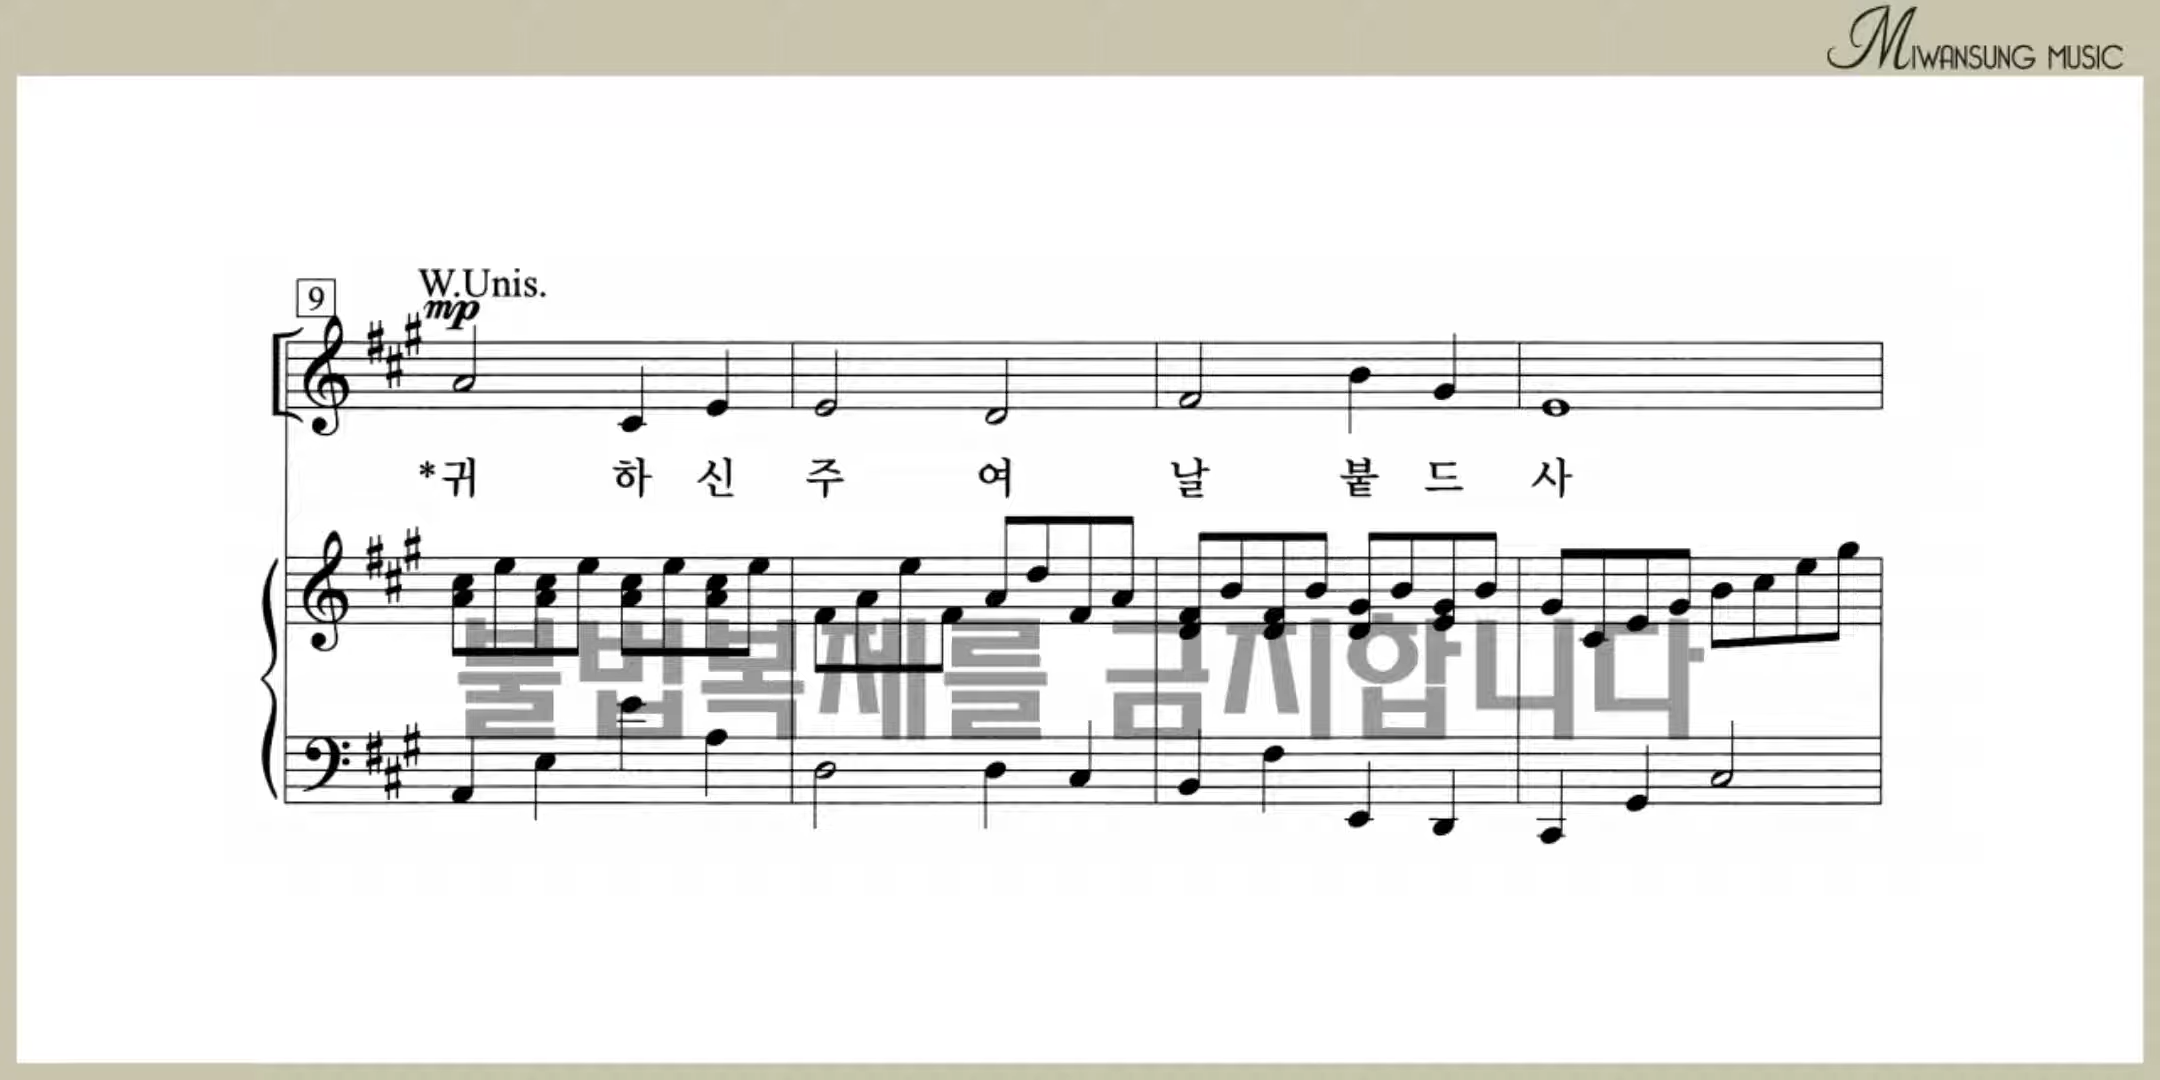 MIWANSUNG MUSIC
W.Unis.
9
mp
*귀 하 신 주 여 날 붙 드 사
불법복제를 금지합니다